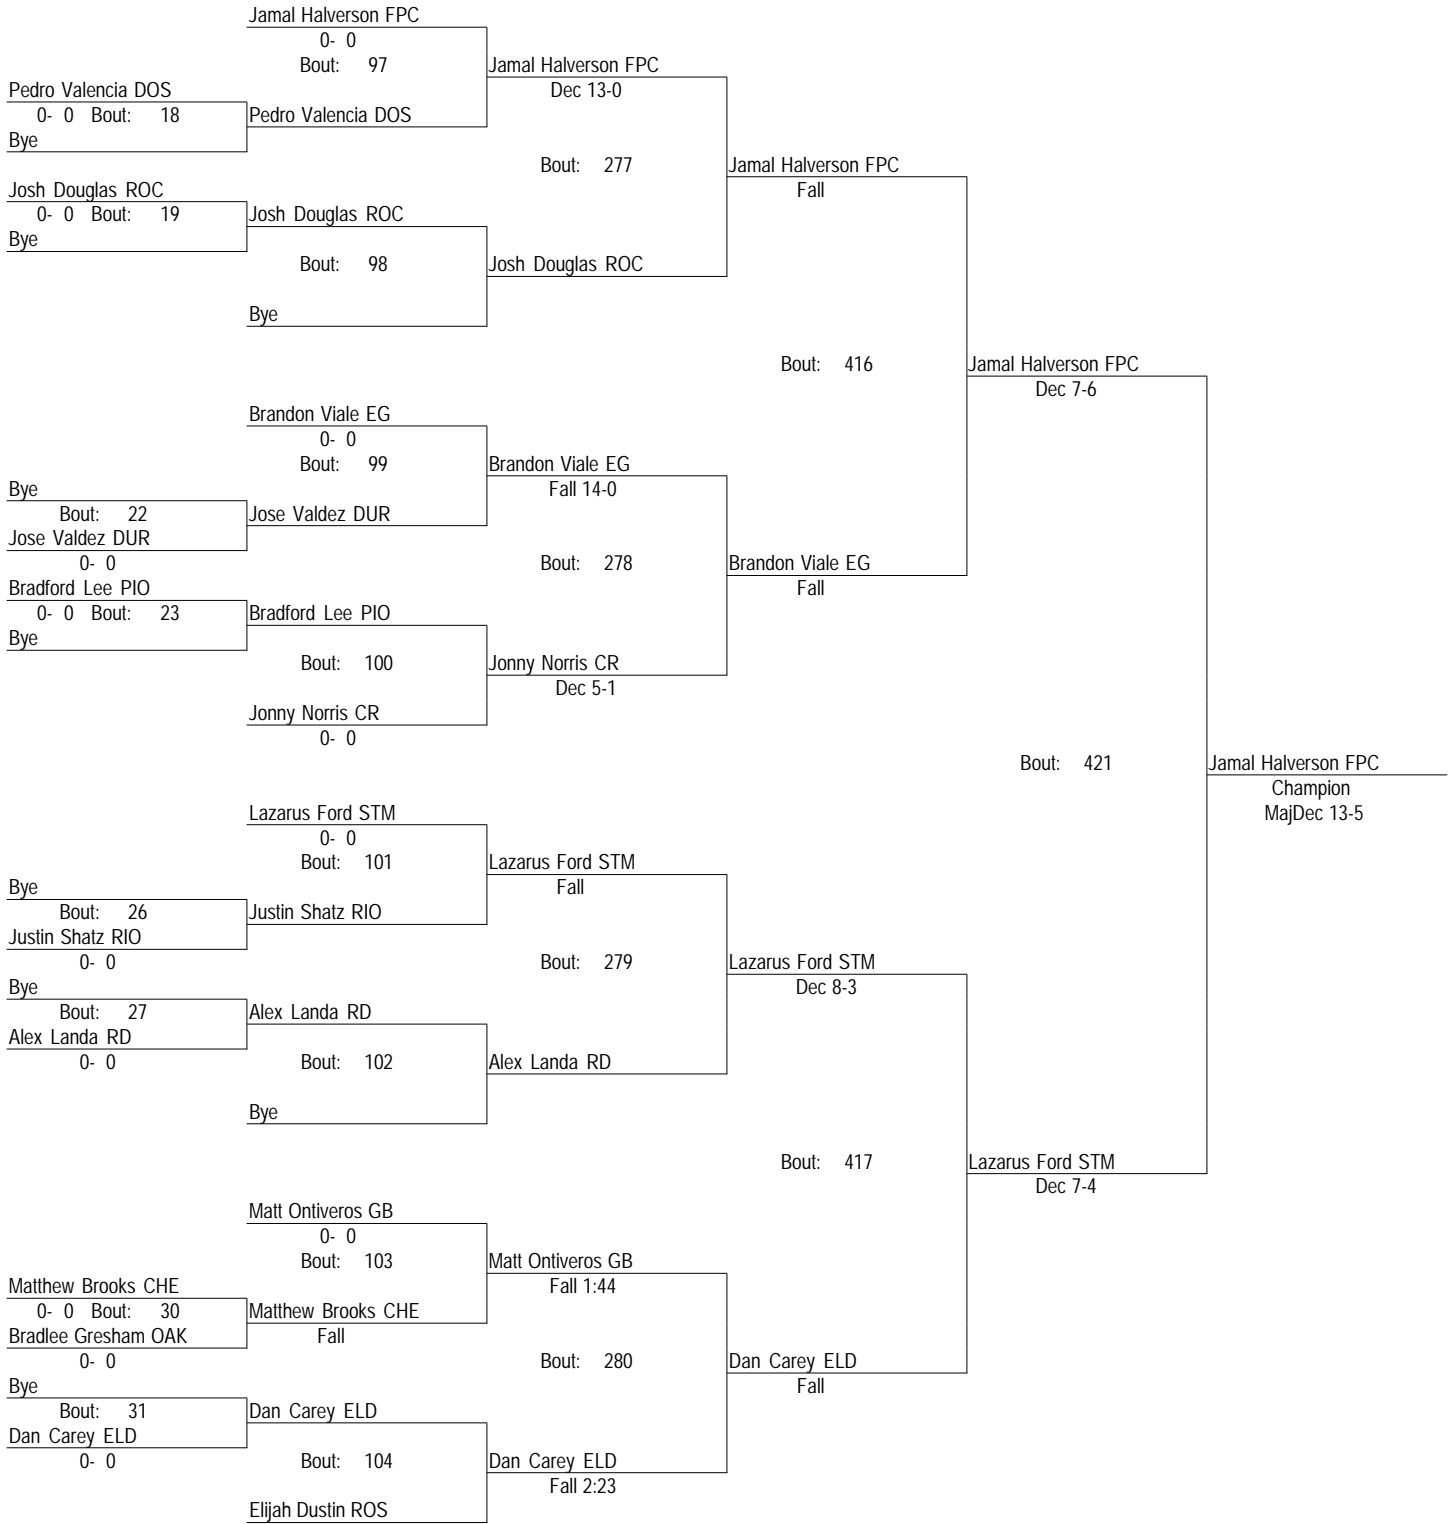 Jamal Halverson FPC
0- 0
Bout: 97
Jamal Halverson FPC
Dec 13-0
Pedro Valencia DOS
0- 0 Bout: 18
Pedro Valencia DOS
Bye
Bout: 277
Jamal Halverson FPC
Fall
Josh Douglas ROC
0- 0 Bout: 19
Josh Douglas ROC
Bye
Bout: 98
Josh Douglas ROC
Bye
Bout: 416
Jamal Halverson FPC
Dec 7-6
Brandon Viale EG
0- 0
Bout: 99
Brandon Viale EG
Fall 14-0
Bye
Bout: 22
Jose Valdez DUR
Jose Valdez DUR
0- 0
Bout: 278
Brandon Viale EG
Fall
Bradford Lee PIO
0- 0 Bout: 23
Bradford Lee PIO
Bye
Bout: 100
Jonny Norris CR
Dec 5-1
Jonny Norris CR
0- 0
Bout: 421
Jamal Halverson FPC
Champion
MajDec 13-5
Lazarus Ford STM
0- 0
Bout: 101
Lazarus Ford STM
Fall
Bye
Bout: 26
Justin Shatz RIO
Justin Shatz RIO
0- 0
Bout: 279
Lazarus Ford STM
Dec 8-3
Bye
Bout: 27
Alex Landa RD
Alex Landa RD
0- 0
Bout: 102
Alex Landa RD
Bye
Bout: 417
Lazarus Ford STM
Dec 7-4
Matt Ontiveros GB
0- 0
Bout: 103
Matt Ontiveros GB
Fall 1:44
Matthew Brooks CHE
0- 0 Bout: 30
Matthew Brooks CHE
Fall
Bradlee Gresham OAK
0- 0
Bout: 280
Dan Carey ELD
Fall
Bye
Bout: 31
Dan Carey ELD
Dan Carey ELD
0- 0
Bout: 104
Dan Carey ELD
Fall 2:23
Elijah Dustin ROS